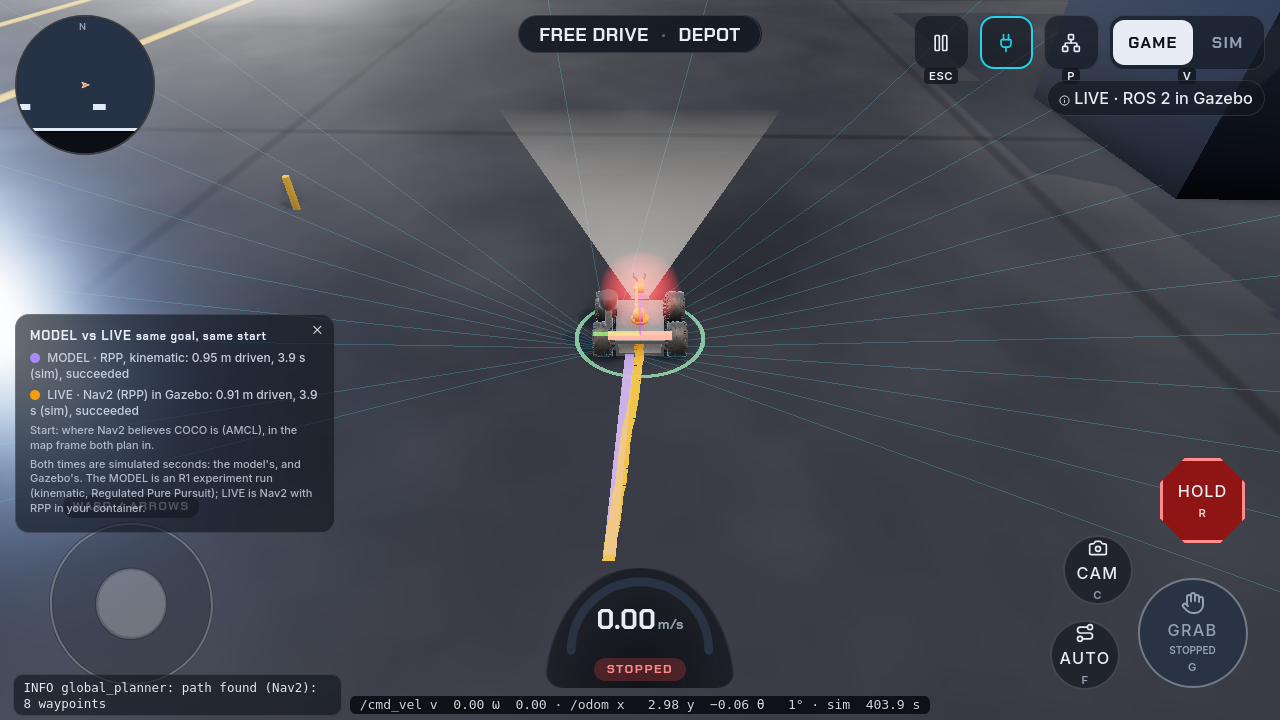 N
FREE DRIVE · DEPOT
GAME
SIM
ESC
P
V
LIVE · ROS 2 in Gazebo
MODEL vs LIVE same goal, same start
MODEL · RPP, kinematic: 0.95 m driven, 3.9 s
(sim), succeeded
LIVE · Nav2 (RPP) in Gazebo: 0.91 m driven, 3.9
s (sim), succeeded
Start: where Nav2 believes COCO is (AMCL), in the
map frame both plan in.
Both times are simulated seconds: the model's, and
Gazebo's. The MODEL is an R1 experiment run
(kinematic, Regulated Pure Pursuit); LIVE is Nav2 with
RPP in your container.
ARROWS
HOLD
R
CAM
C
GRAB
STOPPED
G
AUTO
F
0.00 m/s
STOPPED
INFO global_planner: path found (Nav2):
8 waypoints
/cmd_vel v 0.00 ω 0.00 · /odom x 2.98 y −0.06 θ 1° · sim 403.9 s